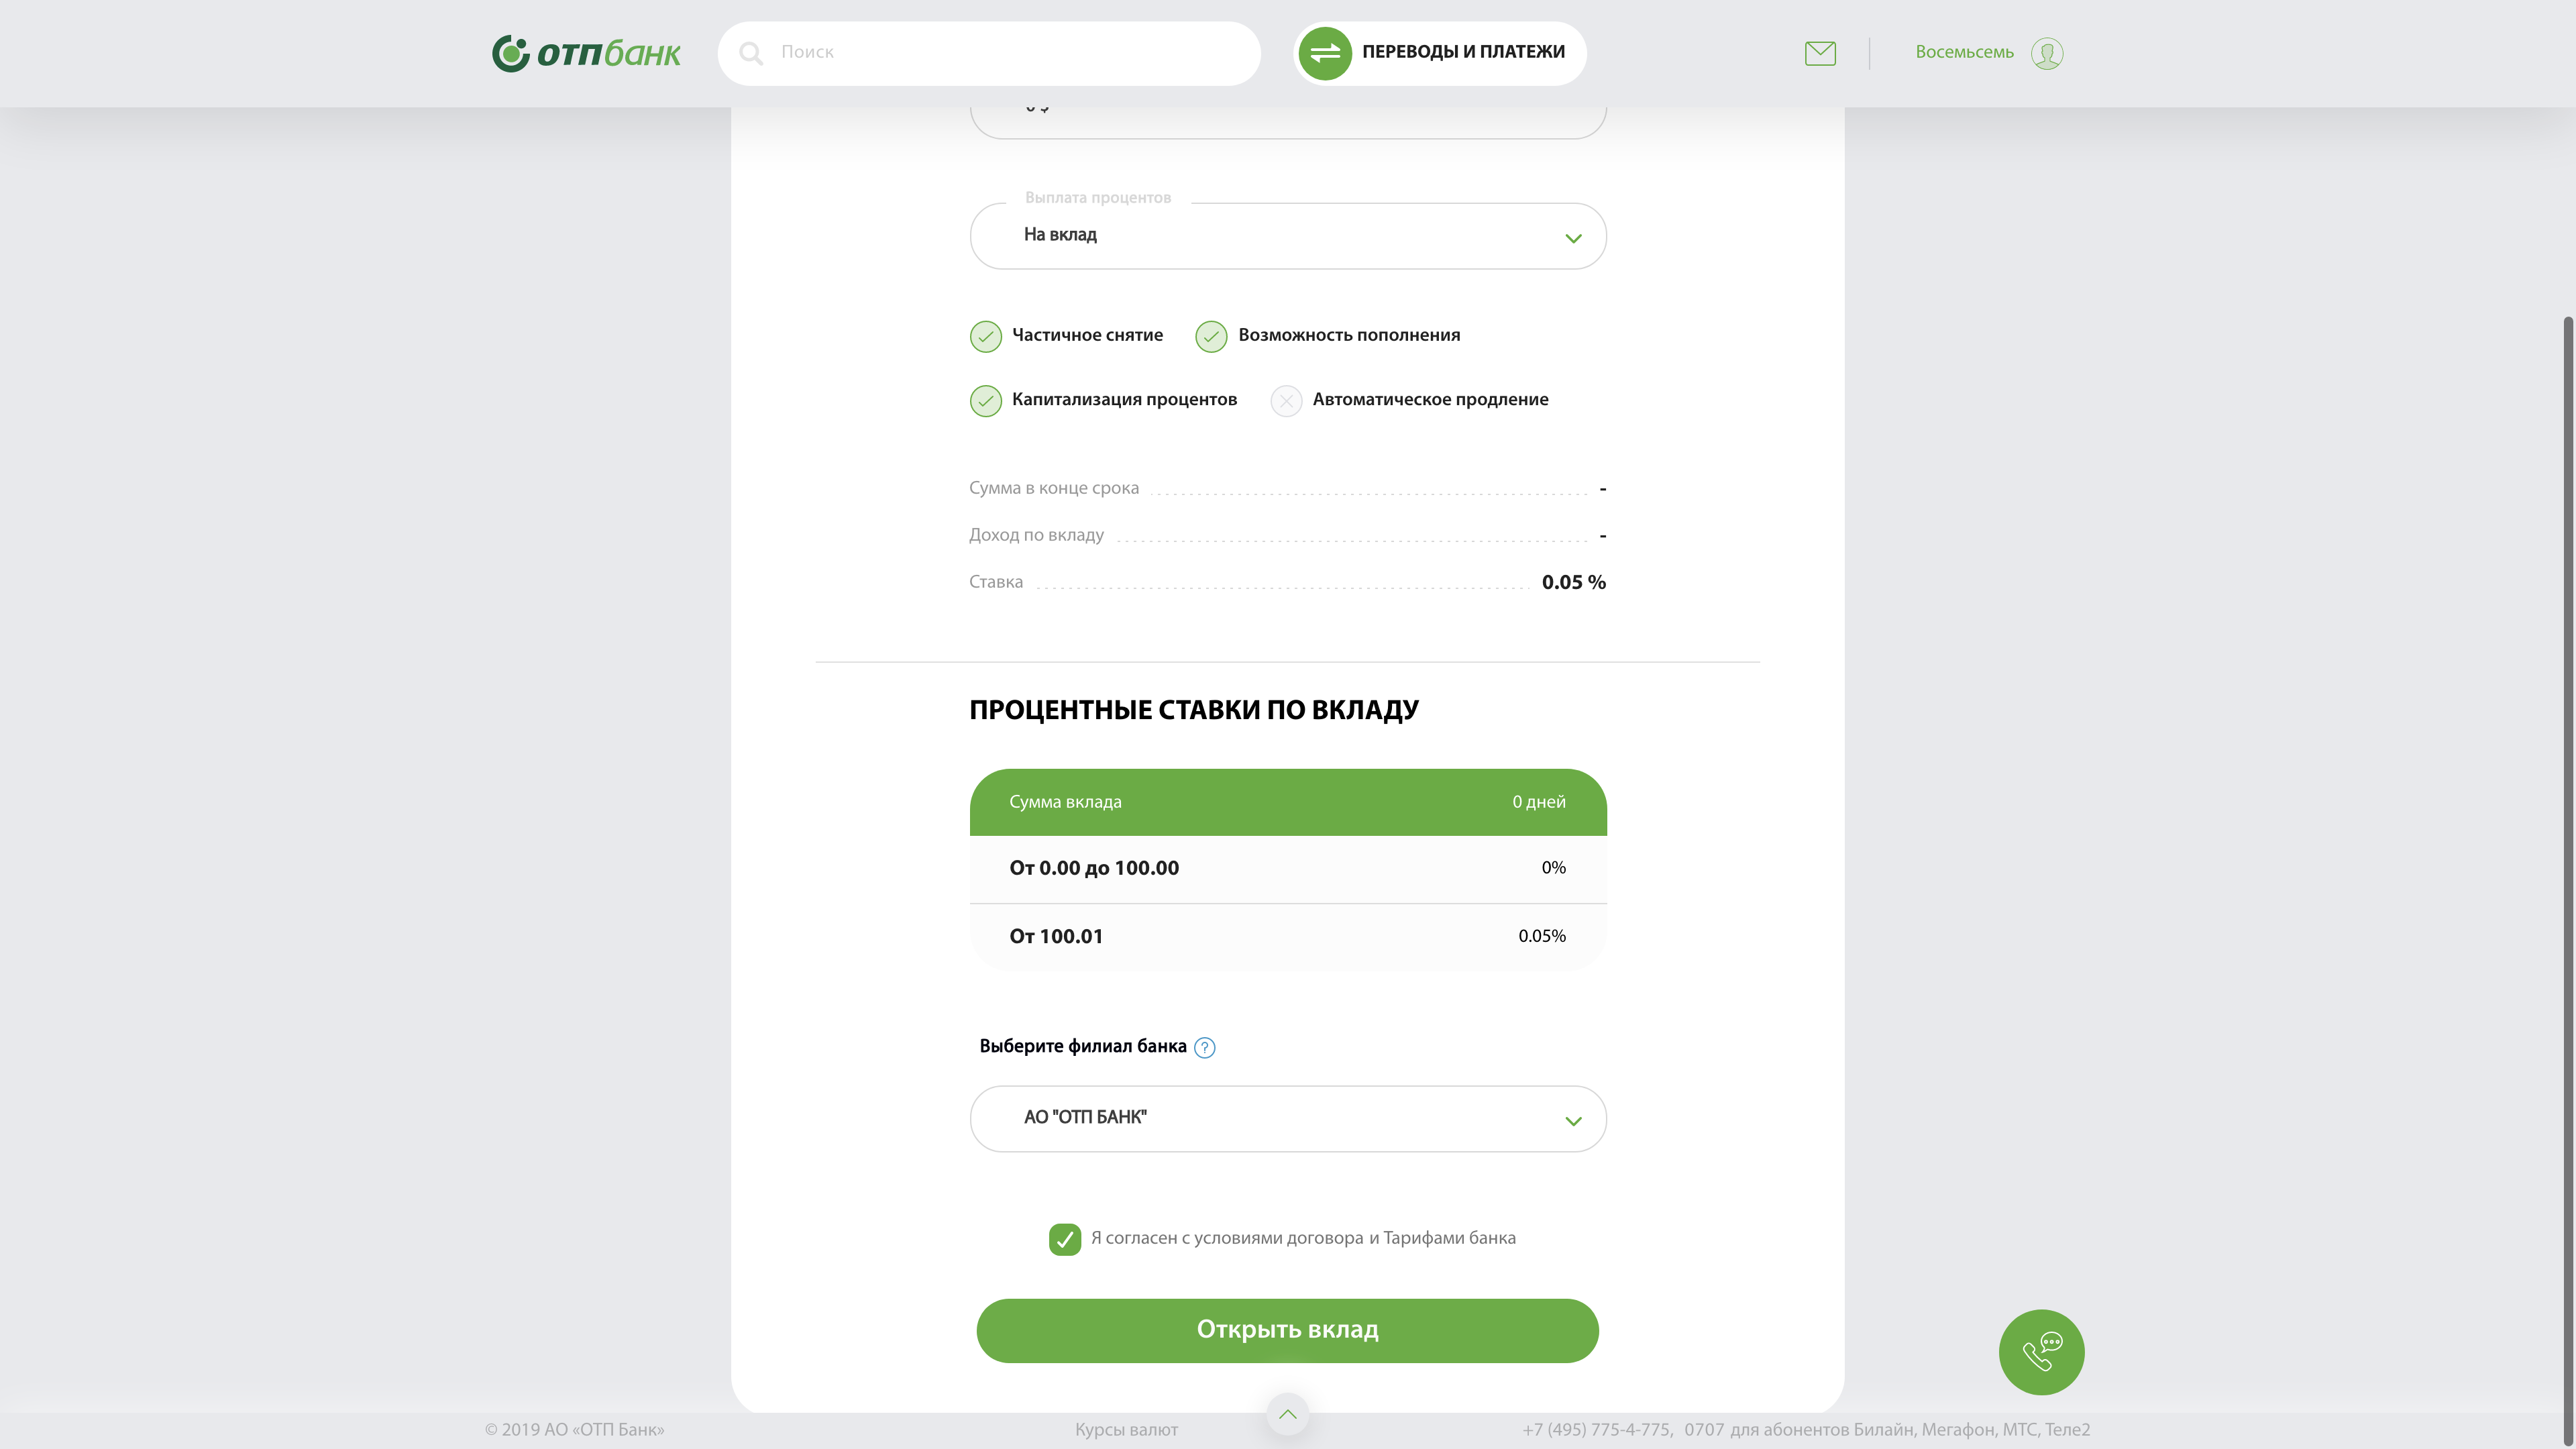 отпбанк
Поиск
ПЕРЕВОДЫ И ПЛАТЕЖИ
Восемьсемь
Выплата процентов
На вклад
Частичное снятие
Возможность пополнения
Капитализация процентов
Автоматическое продление
Сумма в конце срока -
Доход по вкладу -
Ставка 0.05 %
ПРОЦЕНТНЫЕ СТАВКИ ПО ВКЛАДУ
Сумма вклада 0 дней
От 0.00 до 100.00 0%
От 100.01 0.05%
Выберите филиал банка ?
АО "ОТП БАНК"
Я согласен с условиями договора и Тарифами банка
Открыть вклад
© 2019 АО «ОТП Банк»
Курсы валют
+7 (495) 775-4-775, 0707 для абонентов Билайн, Мегафон, МТС, Теле2